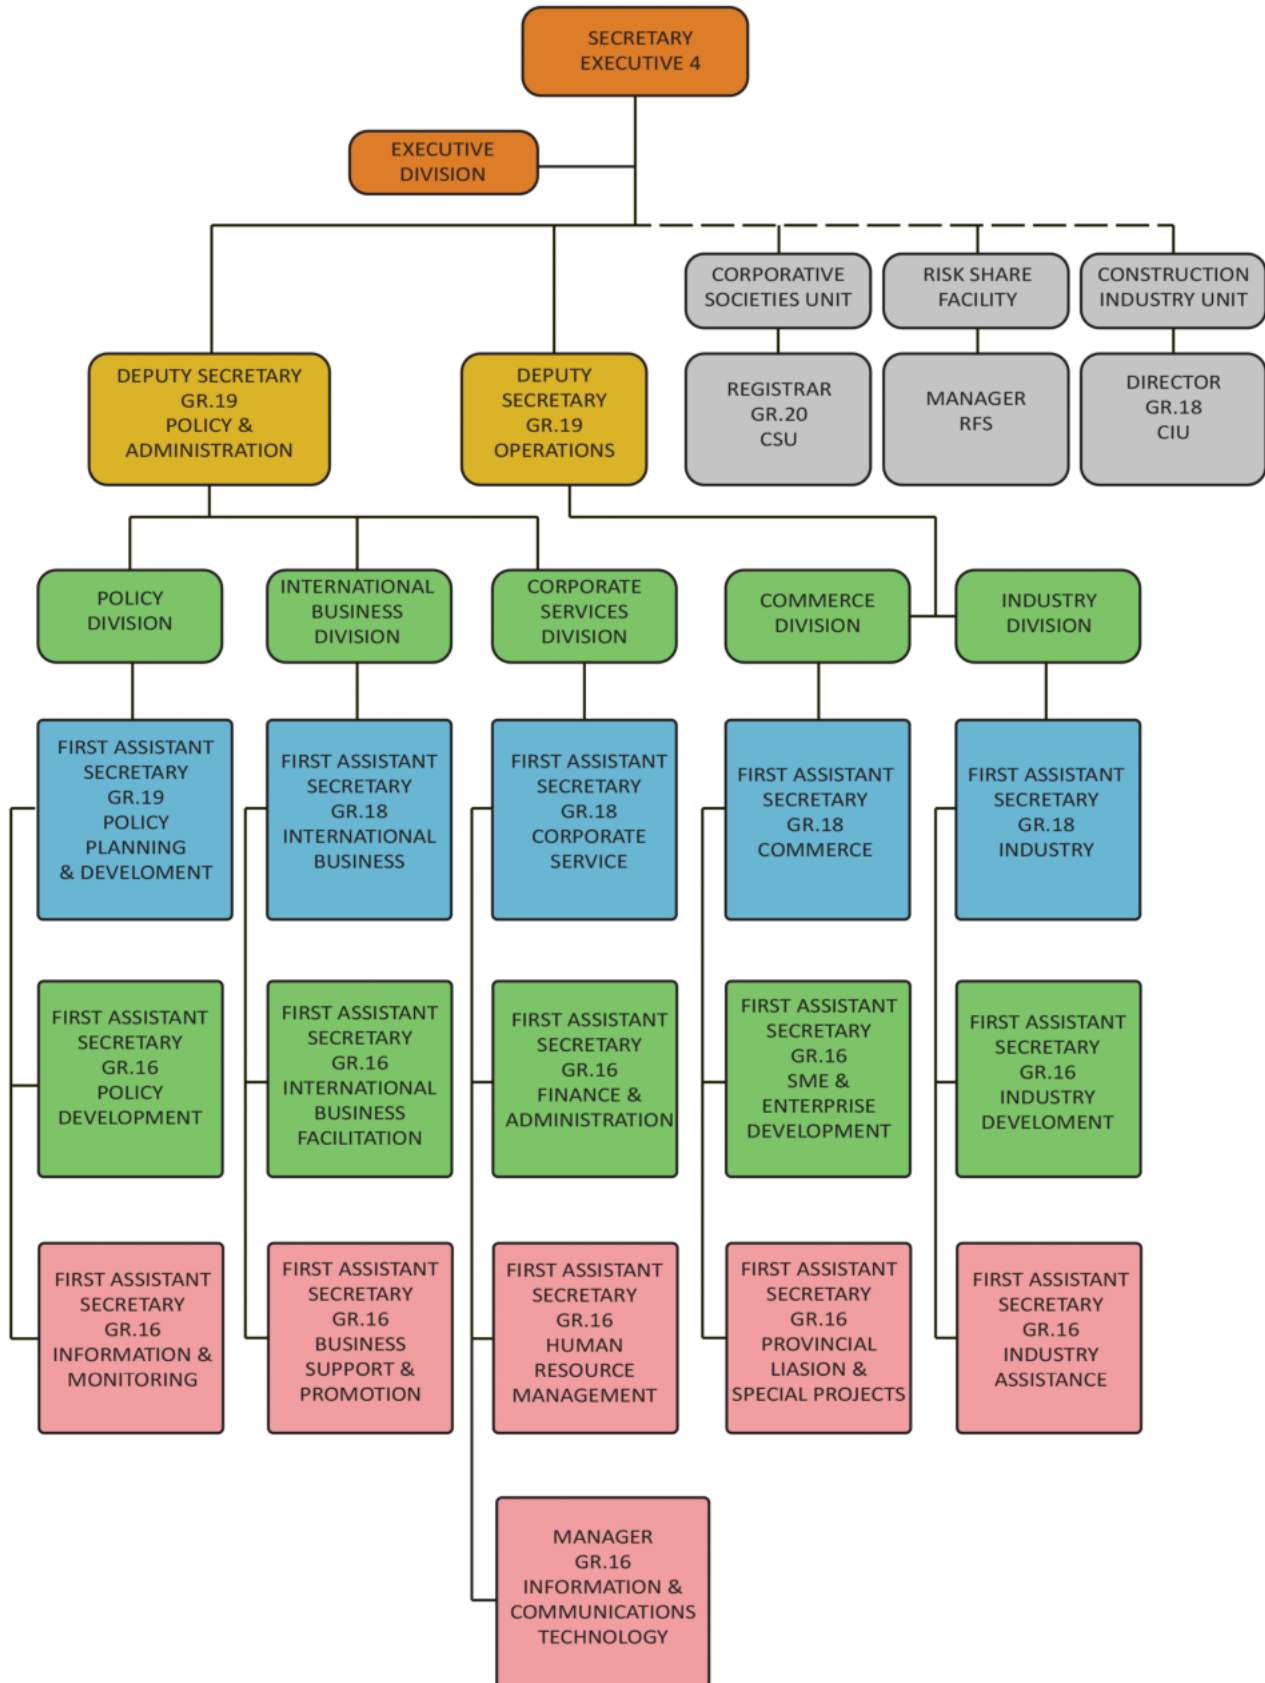 SECRETARY
EXECUTIVE 4
EXECUTIVE
DIVISION
CORPORATIVE
SOCIETIES UNIT
RISK SHARE
FACILITY
CONSTRUCTION
INDUSTRY UNIT
DEPUTY SECRETARY
GR.19
POLICY &
ADMINISTRATION
DEPUTY
SECRETARY
GR.19
OPERATIONS
REGISTRAR
GR.20
CSU
MANAGER
RFS
DIRECTOR
GR.18
CIU
POLICY
DIVISION
INTERNATIONAL
BUSINESS
DIVISION
CORPORATE
SERVICES
DIVISION
COMMERCE
DIVISION
INDUSTRY
DIVISION
FIRST ASSISTANT
SECRETARY
GR.19
POLICY
PLANNING
& DEVELOMENT
FIRST ASSISTANT
SECRETARY
GR.18
INTERNATIONAL
BUSINESS
FIRST ASSISTANT
SECRETARY
GR.18
CORPORATE
SERVICE
FIRST ASSISTANT
SECRETARY
GR.18
COMMERCE
FIRST ASSISTANT
SECRETARY
GR.18
INDUSTRY
FIRST ASSISTANT
SECRETARY
GR.16
POLICY
DEVELOPMENT
FIRST ASSISTANT
SECRETARY
GR.16
INTERNATIONAL
BUSINESS
FACILITATION
FIRST ASSISTANT
SECRETARY
GR.16
FINANCE &
ADMINISTRATION
FIRST ASSISTANT
SECRETARY
GR.16
SME &
ENTERPRISE
DEVELOPMENT
FIRST ASSISTANT
SECRETARY
GR.16
INDUSTRY
DEVELOMENT
FIRST ASSISTANT
SECRETARY
GR.16
INFORMATION &
MONITORING
FIRST ASSISTANT
SECRETARY
GR.16
BUSINESS
SUPPORT &
PROMOTION
FIRST ASSISTANT
SECRETARY
GR.16
HUMAN
RESOURCE
MANAGEMENT
FIRST ASSISTANT
SECRETARY
GR.16
PROVINCIAL
LIASION &
SPECIAL PROJECTS
FIRST ASSISTANT
SECRETARY
GR.16
INDUSTRY
ASSISTANCE
MANAGER
GR.16
INFORMATION &
COMMUNICATIONS
TECHNOLOGY